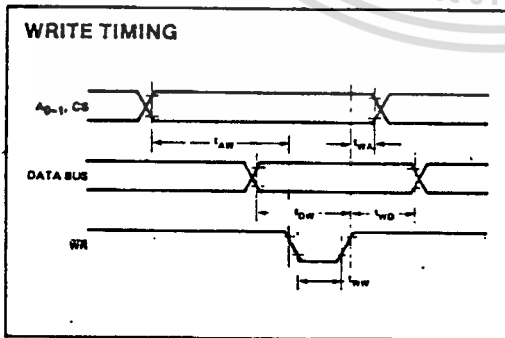 WRITE TIMING
A0-1, CS
tAW
tWA
DATA BUS
tDW
tWD
WR
tWW